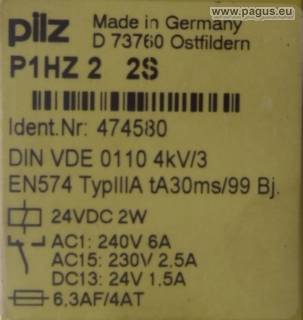 www.pagus.eu
pilz
Made in Germany
D 73760 Ostfildern
P1HZ 2 2S
Ident.Nr: 474580
DIN VDE 0110 4kV/3
EN574 TypIIIA tA30ms/99 Bj.
24VDC 2W
AC1: 240V 6A
AC15: 230V 2.5A
DC13: 24V 1.5A
6,3AF/4AT